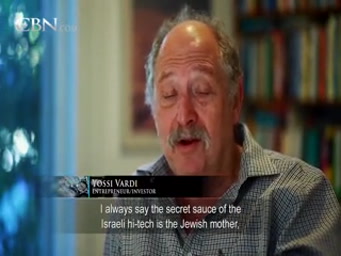 CBN.com
Yossi Vardi
Entrepreneur/Investor
I always say the secret sauce of the
Israeli hi-tech is the Jewish mother,